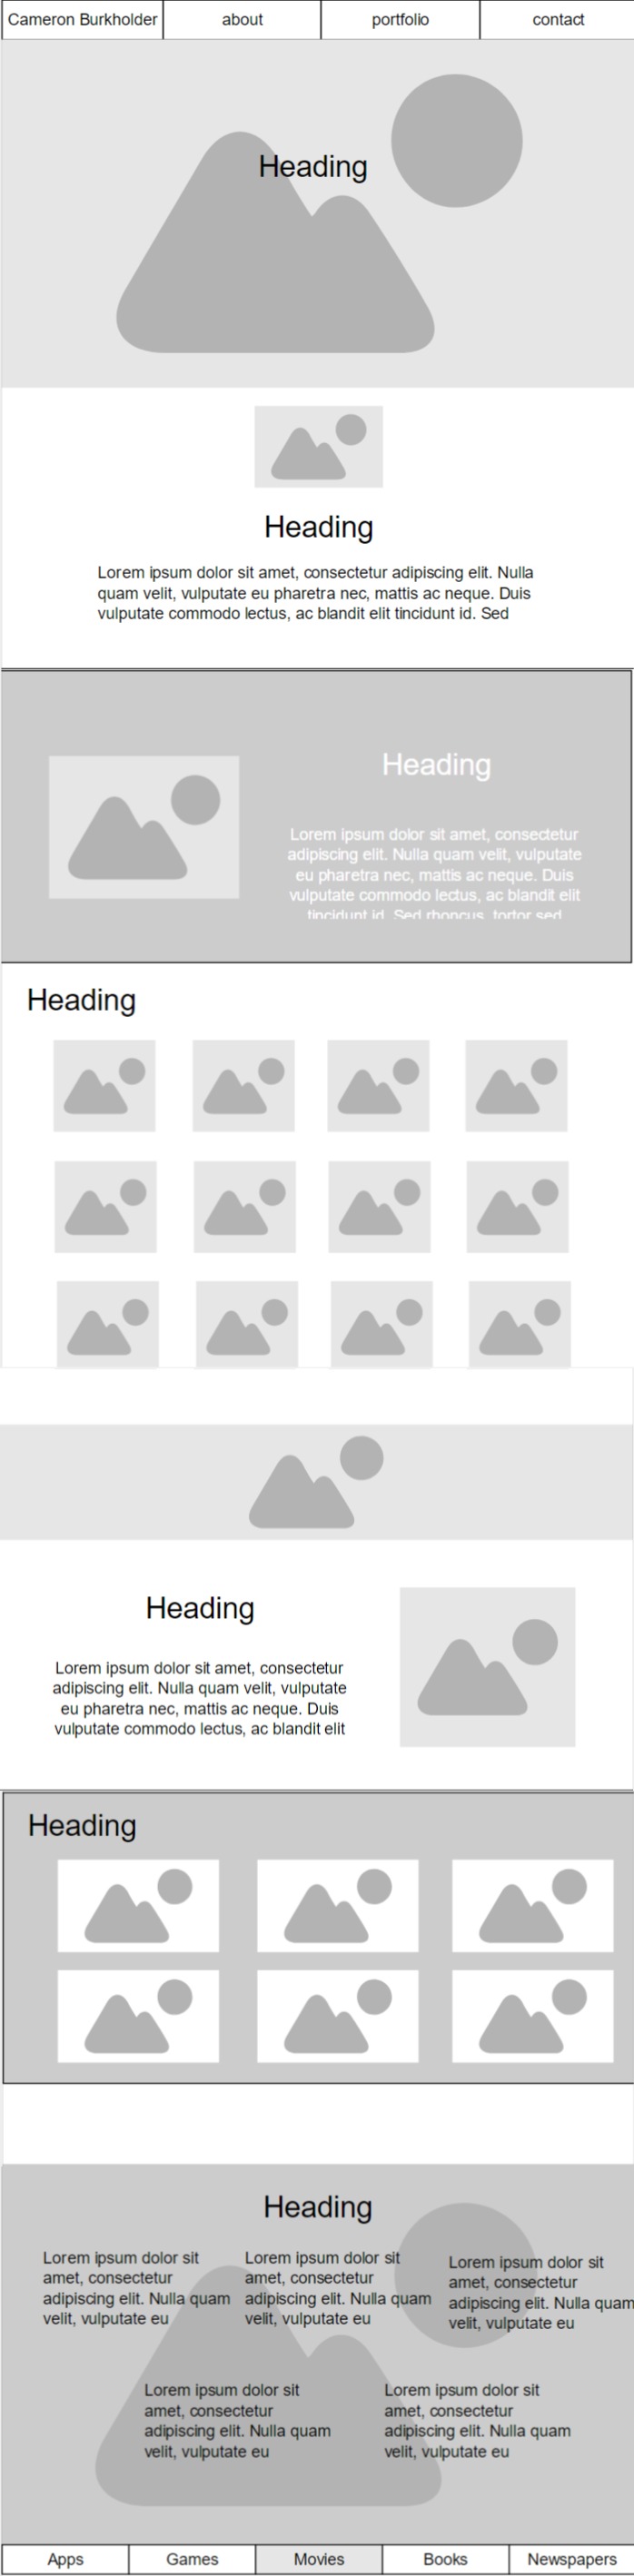 Cameron Burkholder about portfolio contact
Heading
Heading
Lorem ipsum dolor sit amet, consectetur adipiscing elit. Nulla
quam velit, vulputate eu pharetra nec, mattis ac neque. Duis
vulputate commodo lectus, ac blandit elit tincidunt id. Sed
Heading
Lorem ipsum dolor sit amet, consectetur
adipiscing elit. Nulla quam velit, vulputate
eu pharetra nec, mattis ac neque. Duis
vulputate commodo lectus, ac blandit elit
tincidunt id. Sed rhoncus, tortor sed
Heading
Heading
Lorem ipsum dolor sit amet, consectetur
adipiscing elit. Nulla quam velit, vulputate
eu pharetra nec, mattis ac neque. Duis
vulputate commodo lectus, ac blandit elit
Heading
Heading
Lorem ipsum dolor sit
amet, consectetur
adipiscing elit. Nulla quam
velit, vulputate eu
Lorem ipsum dolor sit
amet, consectetur
adipiscing elit. Nulla quam
velit, vulputate eu
Lorem ipsum dolor sit
amet, consectetur
adipiscing elit. Nulla quam
velit, vulputate eu
Lorem ipsum dolor sit
amet, consectetur
adipiscing elit. Nulla quam
velit, vulputate eu
Lorem ipsum dolor sit
amet, consectetur
adipiscing elit. Nulla quam
velit, vulputate eu
Apps Games Movies Books Newspapers